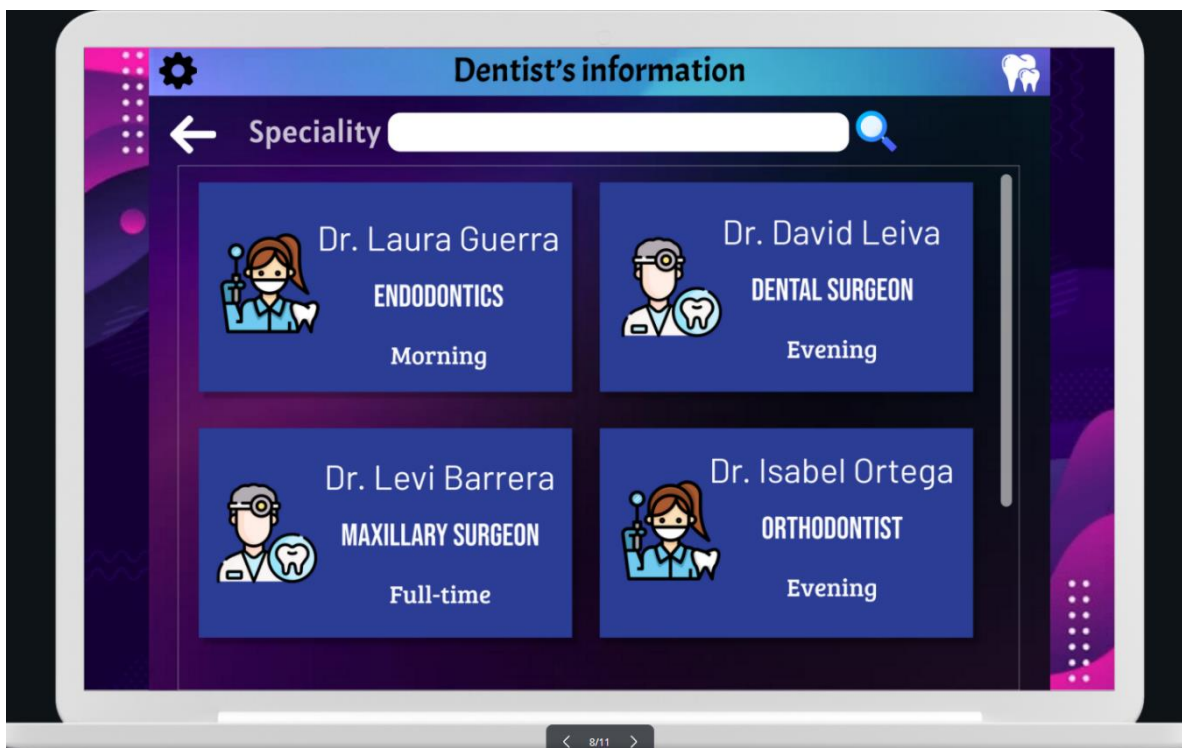 Dentist's information
Speciality
Dr. Laura Guerra
ENDODONTICS
Morning
Dr. David Leiva
DENTAL SURGEON
Evening
Dr. Levi Barrera
MAXILLARY SURGEON
Full-time
Dr. Isabel Ortega
ORTHODONTIST
Evening
8/11